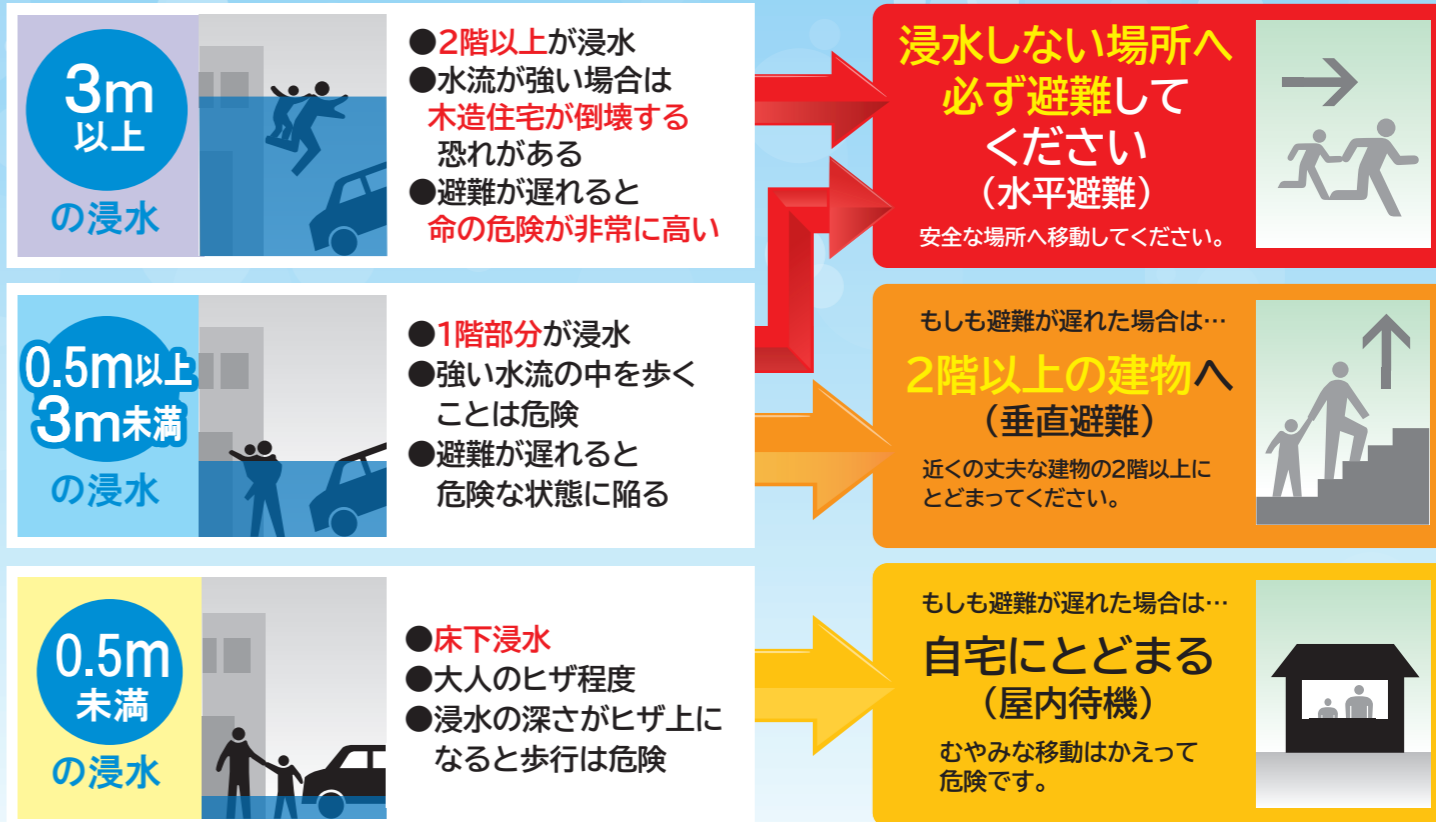 3m
以上
の浸水
●2階以上が浸水
●水流が強い場合は
木造住宅が倒壊する
恐れがある
●避難が遅れると
命の危険が非常に高い
浸水しない場所へ
必ず避難して
ください
（水平避難）
安全な場所へ移動してください。
0.5m以上
3m未満
の浸水
●1階部分が浸水
●強い水流の中を歩く
ことは危険
●避難が遅れると
危険な状態に陥る
もしも避難が遅れた場合は…
2階以上の建物へ
（垂直避難）
近くの丈夫な建物の2階以上に
とどまってください。
0.5m
未満
の浸水
●床下浸水
●大人のヒザ程度
●浸水の深さがヒザ上に
なると歩行は危険
もしも避難が遅れた場合は…
自宅にとどまる
（屋内待機）
むやみな移動はかえって
危険です。